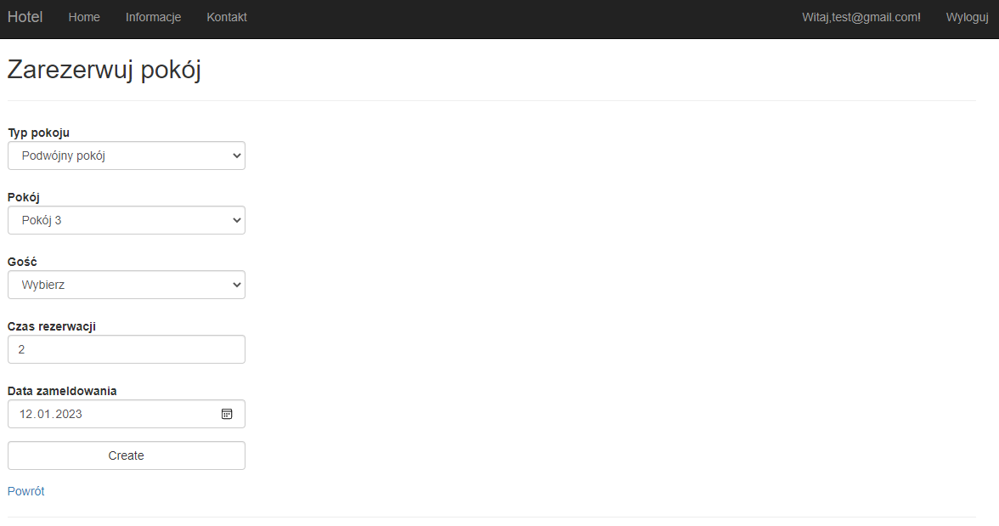 Hotel Home Informacje Kontakt Witaj,test@gmail.com! Wyloguj
Zarezerwuj pokój
Typ pokoju
Podwójny pokój
Pokój
Pokój 3
Gość
Wybierz
Czas rezerwacji
2
Data zameldowania
12.01.2023
Create
Powrót